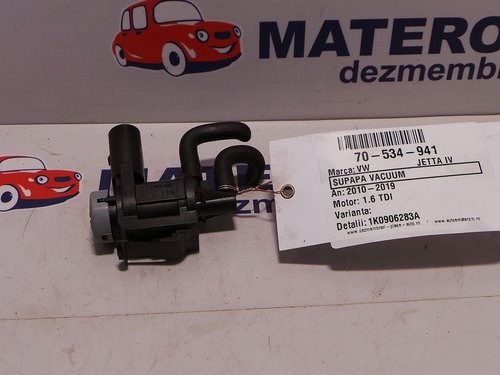 MATERO
dezmembr
70-534-941
Marca: VW JETTA IV
SUPAPA VACUUM
An: 2010-2019
Motor: 1.6 TDI
Varianta:
Detalii: 1K0906283A
dezmembra